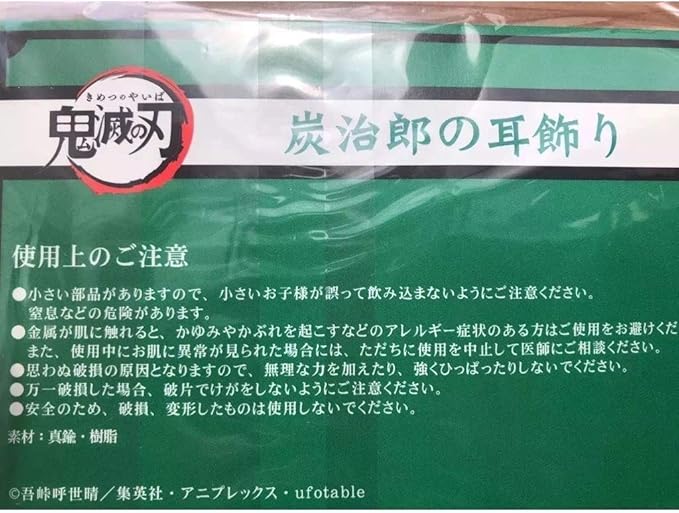 きめつのやいば
鬼滅の刃
炭治郎の耳飾り
使用上のご注意
●小さい部品がありますので、小さいお子様が誤って飲み込まないようにご注意ください。
窒息などの危険があります。
●金属が肌に触れると、かゆみやかぶれを起こすなどのアレルギー症状のある方はご使用をお避けくだ
また、使用中にお肌に異常が見られた場合には、ただちに使用を中止して医師にご相談ください。
●思わぬ破損の原因となりますので、無理な力を加えたり、強くひっぱったりしないでください。
●万一破損した場合、破片でけがをしないようにご注意ください。
●安全のため、破損、変形したものは使用しないでください。
素材：真鍮・樹脂
©吾峠呼世晴／集英社・アニプレックス・ufotable